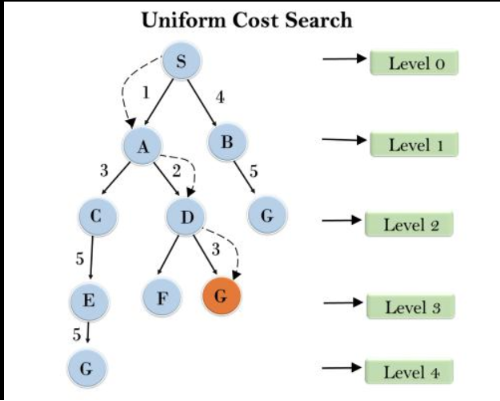 Uniform Cost Search
S
Level 0
1
4
A
B
Level 1
3
2
5
C
D
G
Level 2
5
3
E
F
G
Level 3
5
G
Level 4